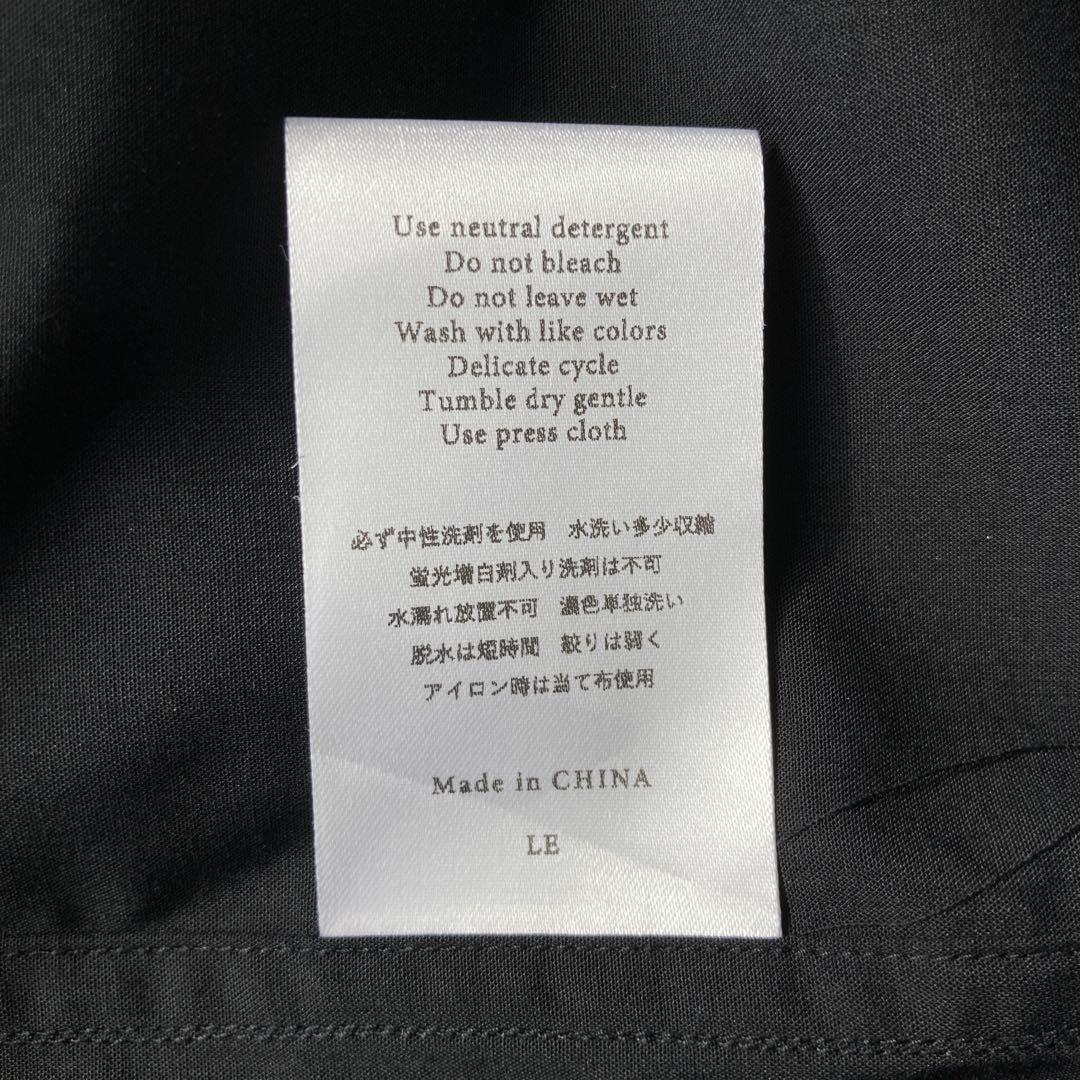 Use neutral detergent
Do not bleach
Do not leave wet
Wash with like colors
Delicate cycle
Tumble dry gentle
Use press cloth
必ず中性洗剤を使用　水洗い多少収縮
蛍光増白剤入り洗剤は不可
水濡れ放置不可　濃色単独洗い
脱水は短時間　絞りは弱く
アイロン時は当て布使用
Made in CHINA
LE